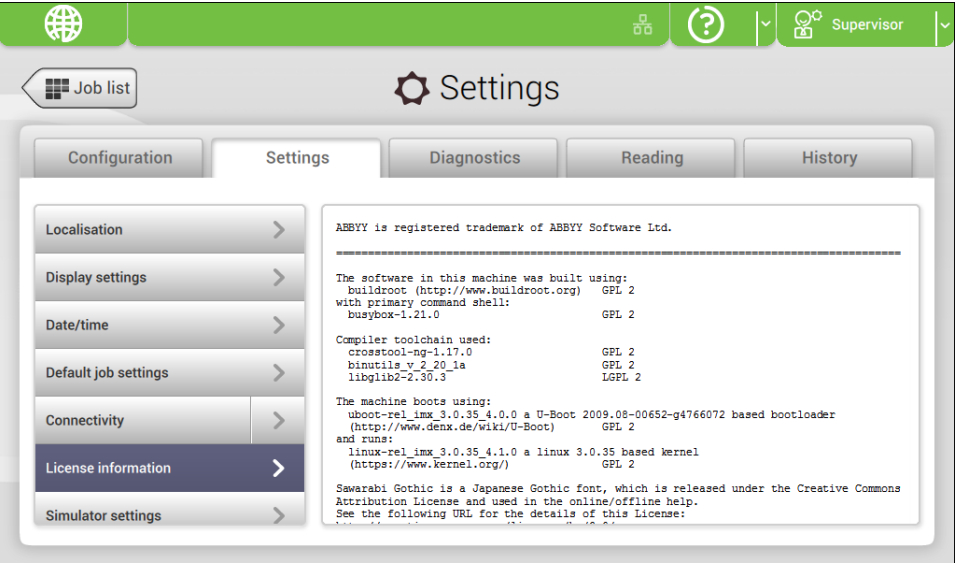 Supervisor
Job list
Settings
Configuration
Settings
Diagnostics
Reading
History
Localisation
Display settings
Date/time
Default job settings
Connectivity
License information
Simulator settings
ABBYY is registered trademark of ABBYY Software Ltd.
The software in this machine was built using:
buildroot (http://www.buildroot.org) GPL 2
with primary command shell:
busybox-1.21.0 GPL 2
Compiler toolchain used:
crosstool-ng-1.17.0 GPL 2
binutils_v_2_20_1a GPL 2
libglib2-2.30.3 LGPL 2
The machine boots using:
uboot-rel_imx_3.0.35_4.0.0 a U-Boot 2009.08-00652-g4766072 based bootloader
(http://www.denx.de/wiki/U-Boot) GPL 2
and runs:
linux-rel_imx_3.0.35_4.1.0 a linux 3.0.35 based kernel
(https://www.kernel.org/) GPL 2
Sawarabi Gothic is a Japanese Gothic font, which is released under the Creative Commons
Attribution License and used in the online/offline help.
See the following URL for the details of this License: